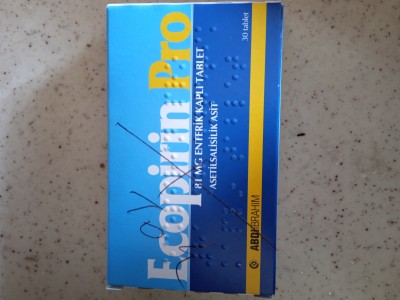 Ecopirin Pro
81 MG ENTERİK KAPLI TABLET
ASETİLSALİSİLİK ASİT
30 tablet
ABDİ İBRAHİM